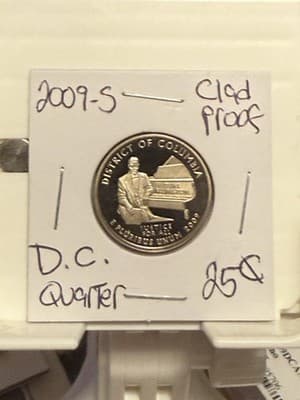 2009-S
Clad
Proof
DISTRICT OF COLUMBIA
JUSTICE
FOR ALL
E PLURIBUS UNUM 2009
D.C.
Quarter
25¢